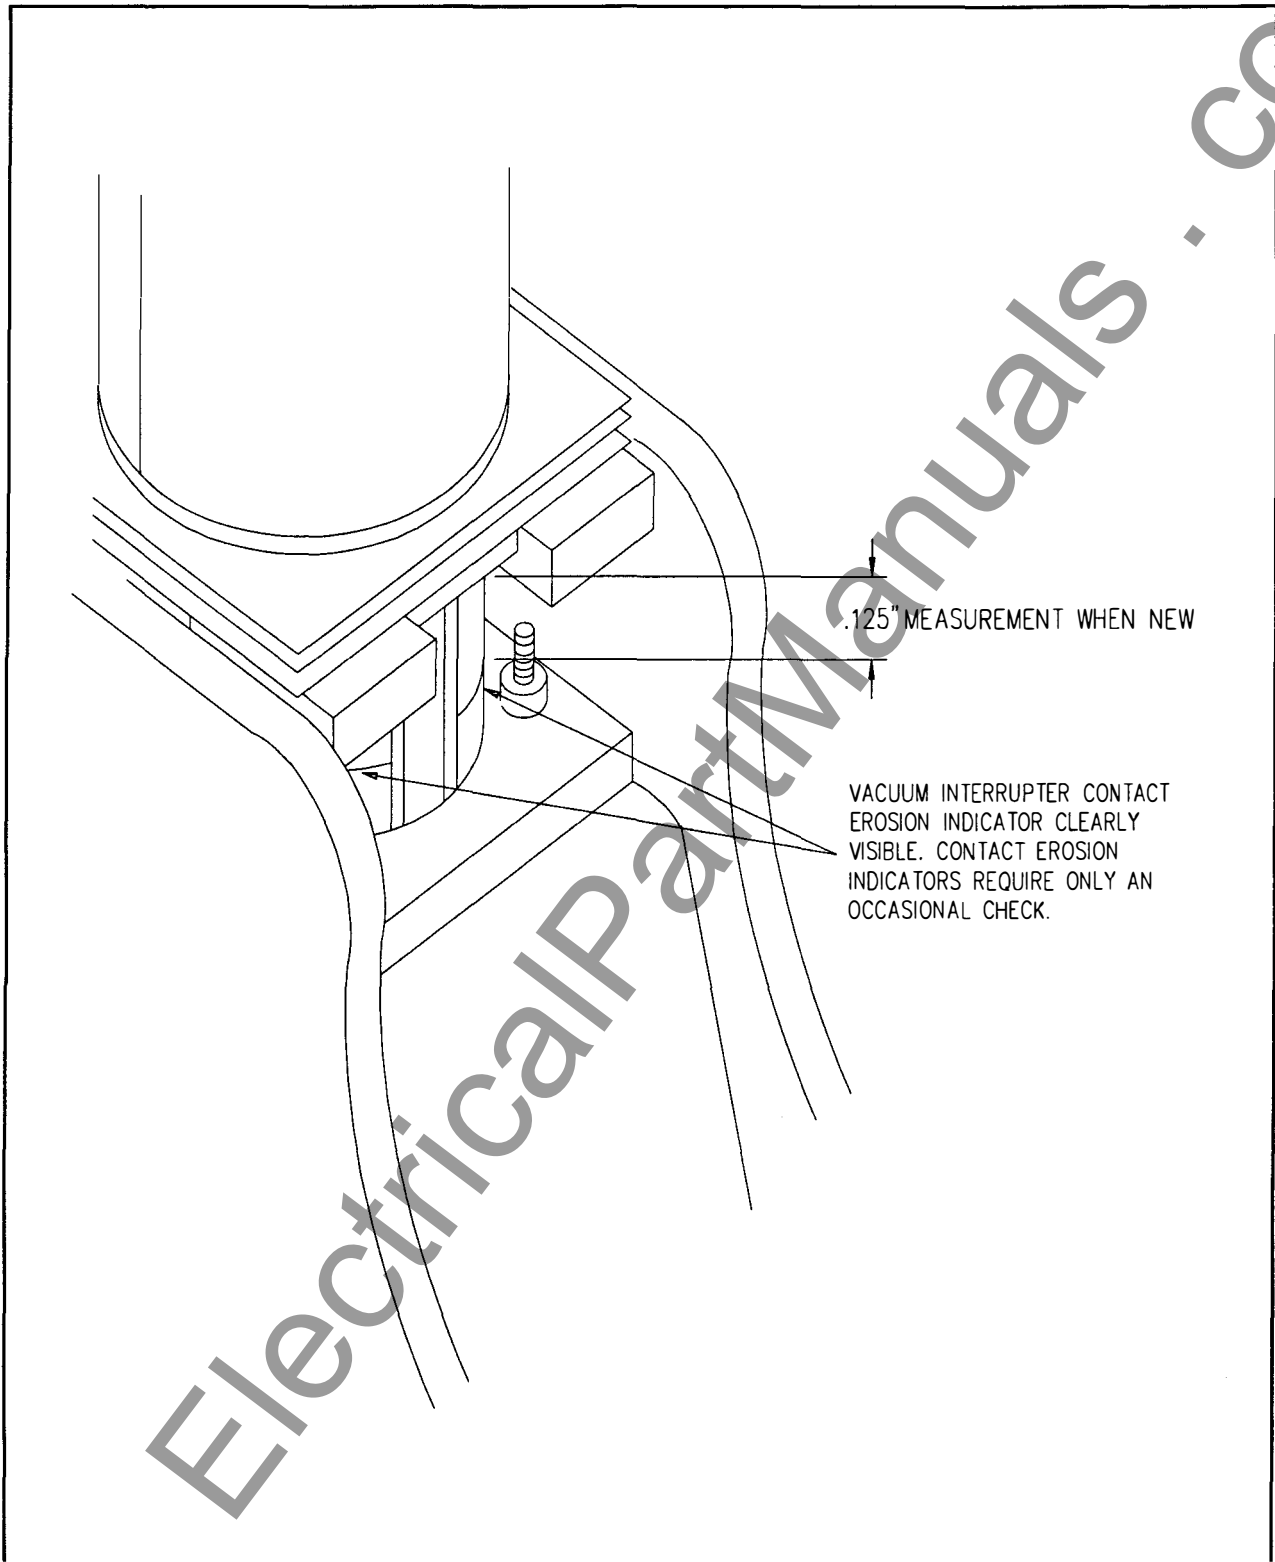 .125" MEASUREMENT WHEN NEW
VACUUM INTERRUPTER CONTACT
EROSION INDICATOR CLEARLY
VISIBLE. CONTACT EROSION
INDICATORS REQUIRE ONLY AN
OCCASIONAL CHECK.
ElectricalPartManuals . co